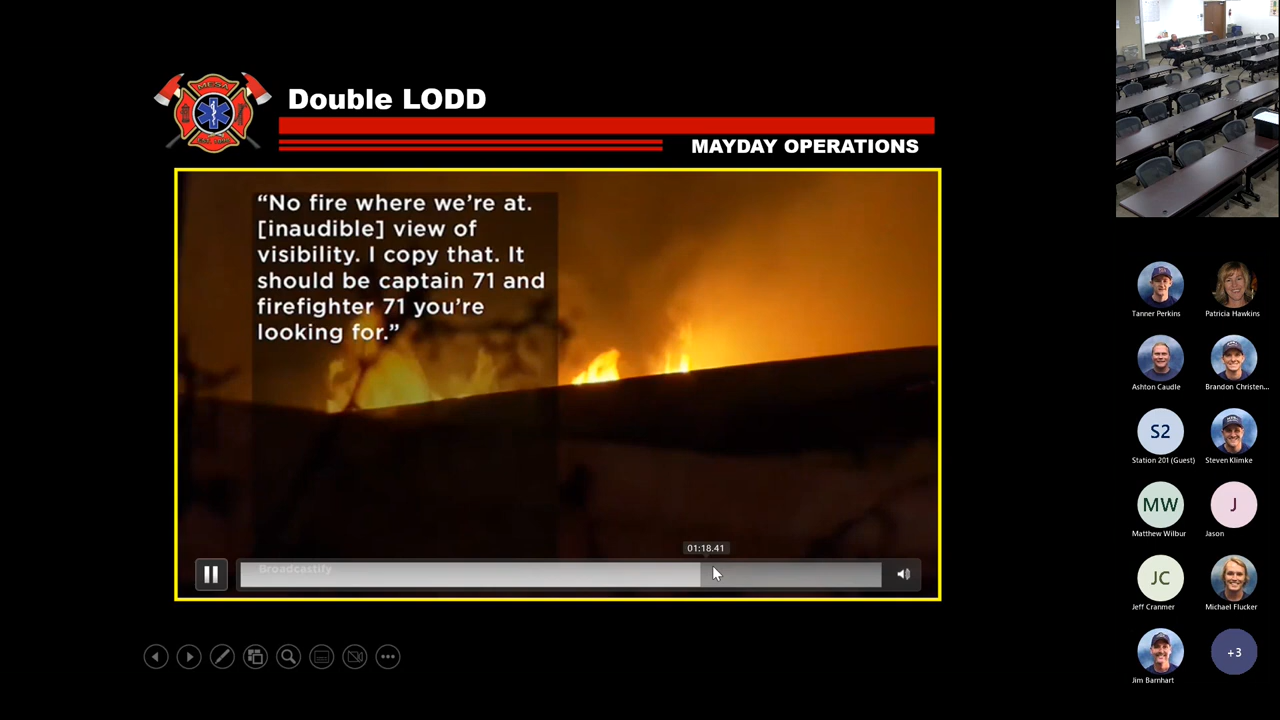 Double LODD
MAYDAY OPERATIONS
“No fire where we’re at.
[inaudible] view of
visibility. I copy that. It
should be captain 71 and
firefighter 71 you’re
looking for.”
01:18.41
Broadcastify
Tanner Perkins
Patricia Hawkins
Ashton Caudle
Brandon Christen...
S2
Station 201 (Guest)
Steven Klimke
MW
Matthew Wilbur
J
Jason
JC
Jeff Cranmer
Michael Flucker
Jim Barnhart
+3